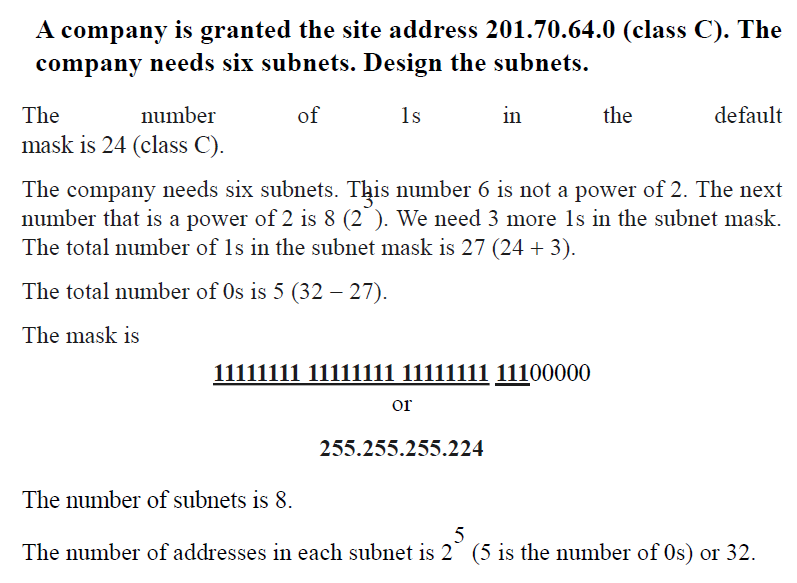 A company is granted the site address 201.70.64.0 (class C). The
company needs six subnets. Design the subnets.
The number of 1s in the default
mask is 24 (class C).
The company needs six subnets. This number 6 is not a power of 2. The next
number that is a power of 2 is 8 (2³). We need 3 more 1s in the subnet mask.
The total number of 1s in the subnet mask is 27 (24 + 3).
The total number of 0s is 5 (32 – 27).
The mask is
11111111 11111111 11111111 11100000
or
255.255.255.224
The number of subnets is 8.
The number of addresses in each subnet is 2⁵ (5 is the number of 0s) or 32.